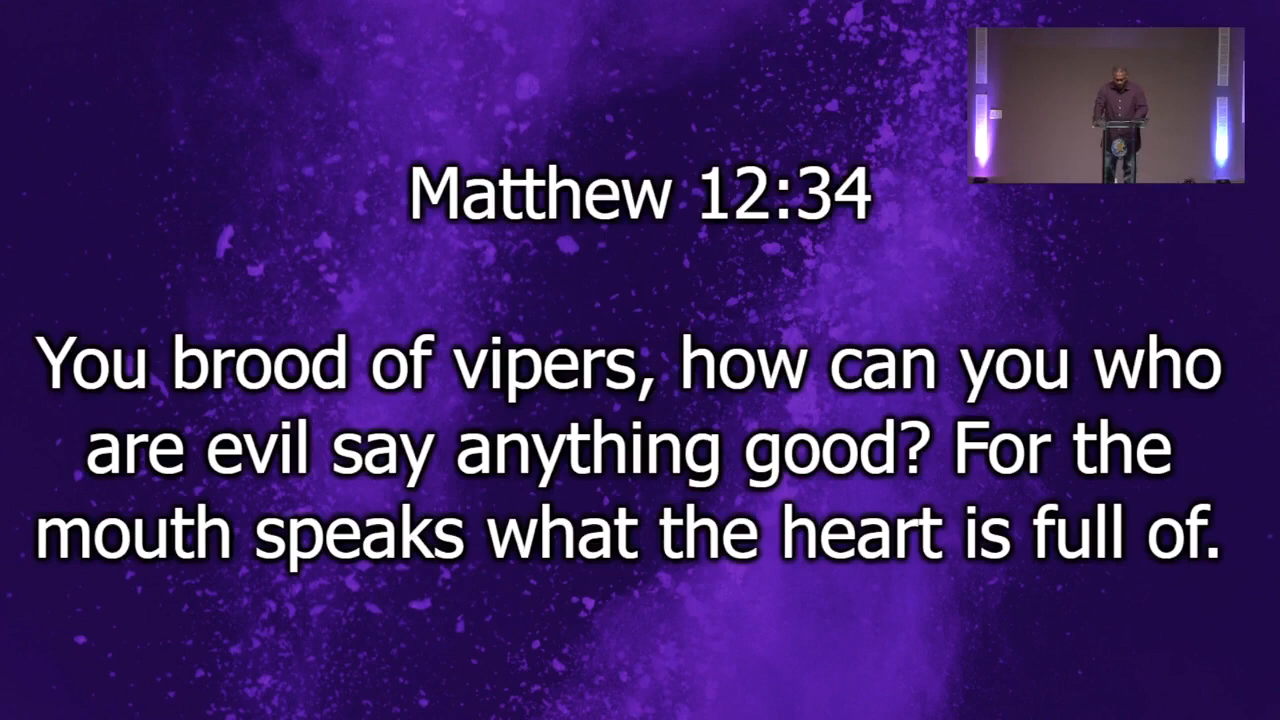 Matthew 12:34
You brood of vipers, how can you who
are evil say anything good? For the
mouth speaks what the heart is full of.